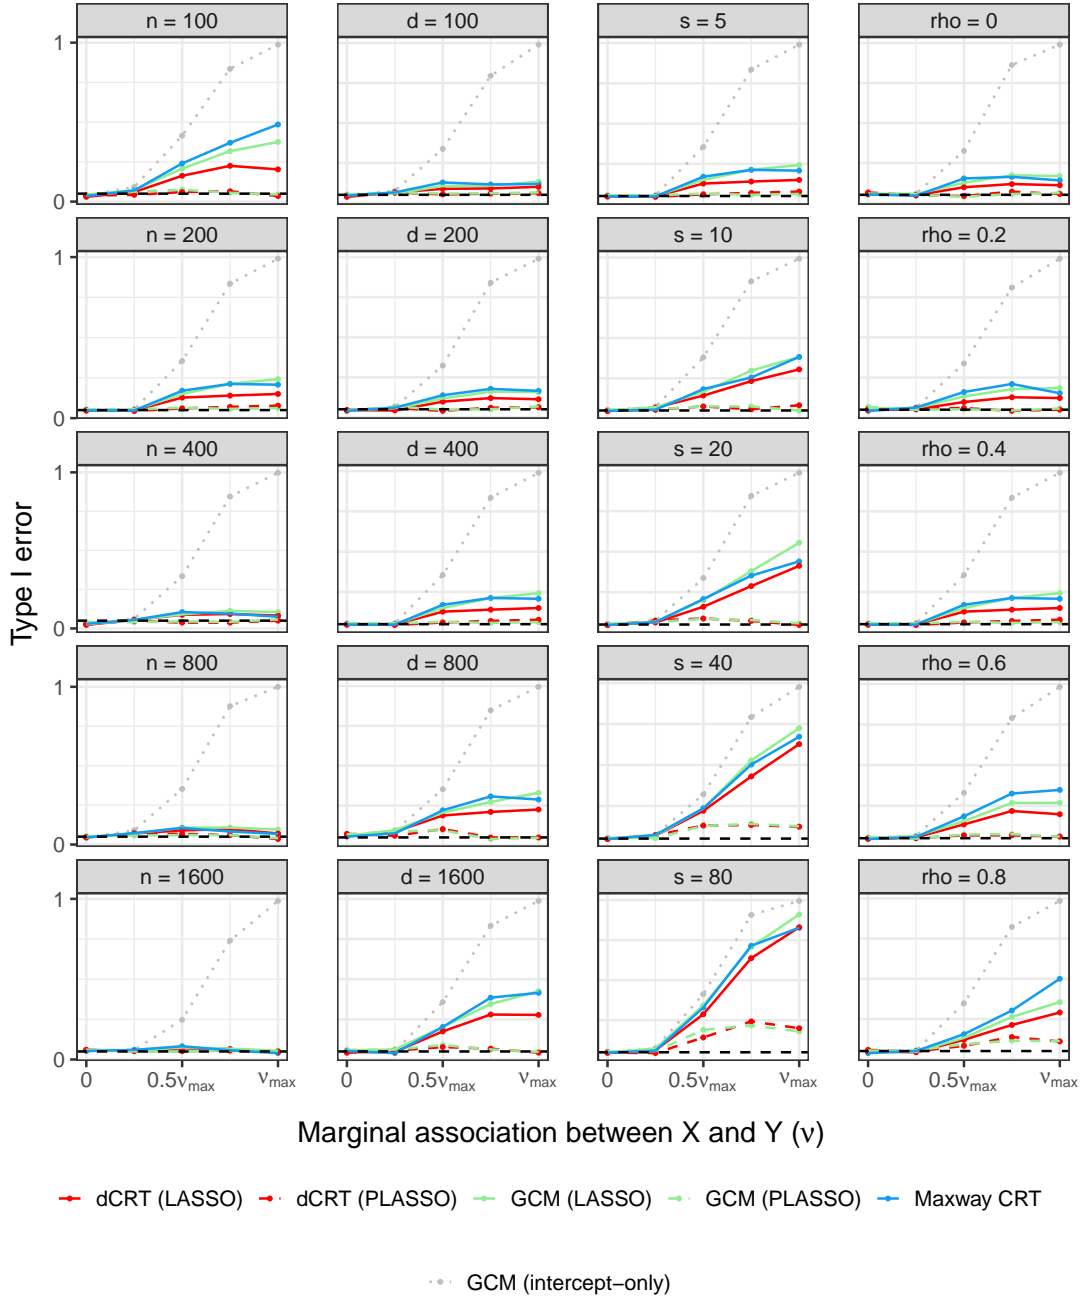 n = 100
d = 100
s = 5
rho = 0
1
0
n = 200
d = 200
s = 10
rho = 0.2
1
0
n = 400
d = 400
s = 20
rho = 0.4
1
0
n = 800
d = 800
s = 40
rho = 0.6
1
0
n = 1600
d = 1600
s = 80
rho = 0.8
1
0
Type I error
0 0.5νmax νmax
0 0.5νmax νmax
0 0.5νmax νmax
0 0.5νmax νmax
Marginal association between X and Y (ν)
dCRT (LASSO) dCRT (PLASSO) GCM (LASSO) GCM (PLASSO) Maxway CRT
GCM (intercept−only)